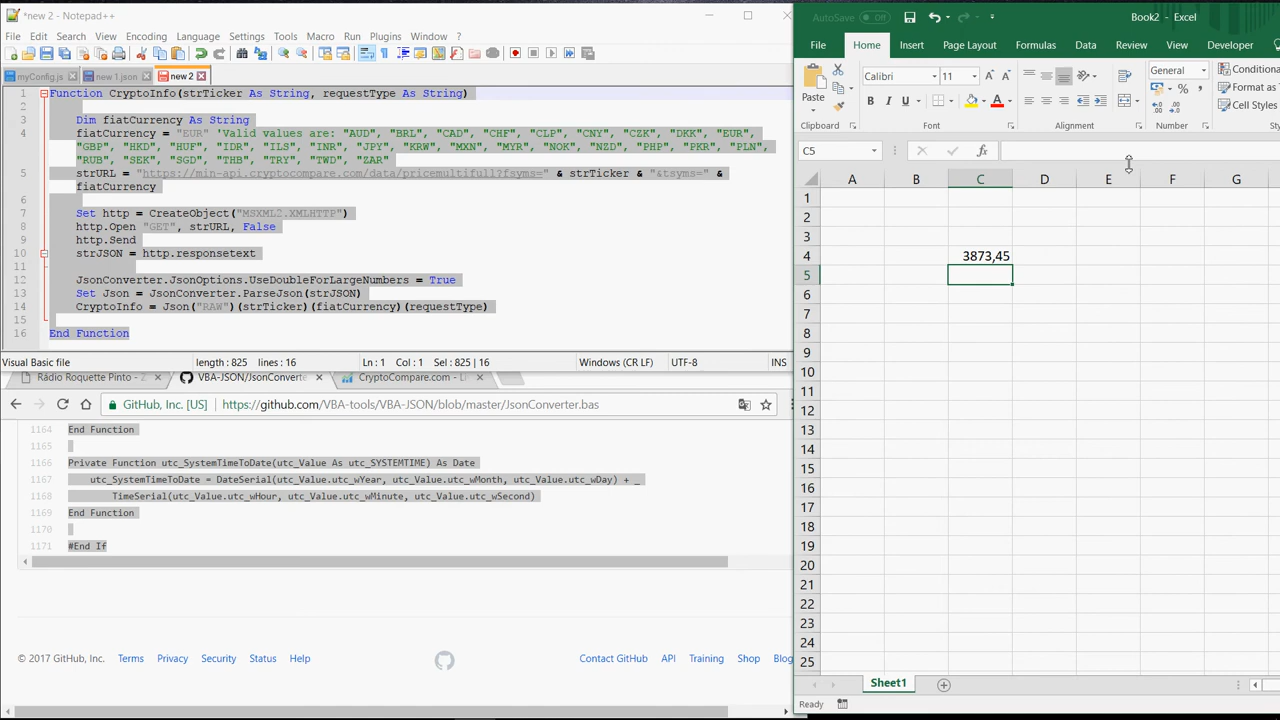 *new 2 - Notepad++
File Edit Search View Encoding Language Settings Tools Macro Run Plugins Window ?
myConfig.js new 1.json new 2
1 Function CryptoInfo(strTicker As String, requestType As String)
2
3 Dim fiatCurrency As String
4 fiatCurrency = "EUR" 'Valid values are: "AUD", "BRL", "CAD", "CHF", "CLP", "CNY", "CZK", "DKK", "EUR",
"GBP", "HKD", "HUF", "IDR", "ILS", "INR", "JPY", "KRW", "MXN", "MYR", "NOK", "NZD", "PHP", "PKR", "PLN",
"RUB", "SEK", "SGD", "THB", "TRY", "TWD", "ZAR"
5 strURL = "https://min-api.cryptocompare.com/data/pricemultifull?fsyms=" & strTicker & "&tsyms=" &
fiatCurrency
6
7 Set http = CreateObject("MSXML2.XMLHTTP")
8 http.Open "GET", strURL, False
9 http.Send
10 strJSON = http.responsetext
11
12 JsonConverter.JsonOptions.UseDoubleForLargeNumbers = True
13 Set Json = JsonConverter.ParseJson(strJSON)
14 CryptoInfo = Json("RAW")(strTicker)(fiatCurrency)(requestType)
15
16 End Function
Visual Basic file length : 825 lines : 16 Ln : 1 Col : 1 Sel : 825 | 16 Windows (CR LF) UTF-8 INS
Rádio Roquette Pinto - 2 VBA-JSON/JsonConverte CryptoCompare.com - Li
GitHub, Inc. [US] https://github.com/VBA-tools/VBA-JSON/blob/master/JsonConverter.bas
1164 End Function
1165
1166 Private Function utc_SystemTimeToDate(utc_Value As utc_SYSTEMTIME) As Date
1167 utc_SystemTimeToDate = DateSerial(utc_Value.utc_wYear, utc_Value.utc_wMonth, utc_Value.utc_wDay) + _
1168 TimeSerial(utc_Value.utc_wHour, utc_Value.utc_wMinute, utc_Value.utc_wSecond)
1169 End Function
1170
1171 #End If
© 2017 GitHub, Inc. Terms Privacy Security Status Help Contact GitHub API Training Shop Blog
AutoSave Off Book2 - Excel
File Home Insert Page Layout Formulas Data Review View Developer
Paste Calibri 11 General Conditiona
B I U % Format as
Cell Styles
Clipboard Font Alignment Number
C5 fx
A B C D E F G
1
2
3
4 3873,45
5
6
7
8
9
10
11
12
13
14
15
16
17
18
19
20
21
22
23
24
25
Sheet1
Ready